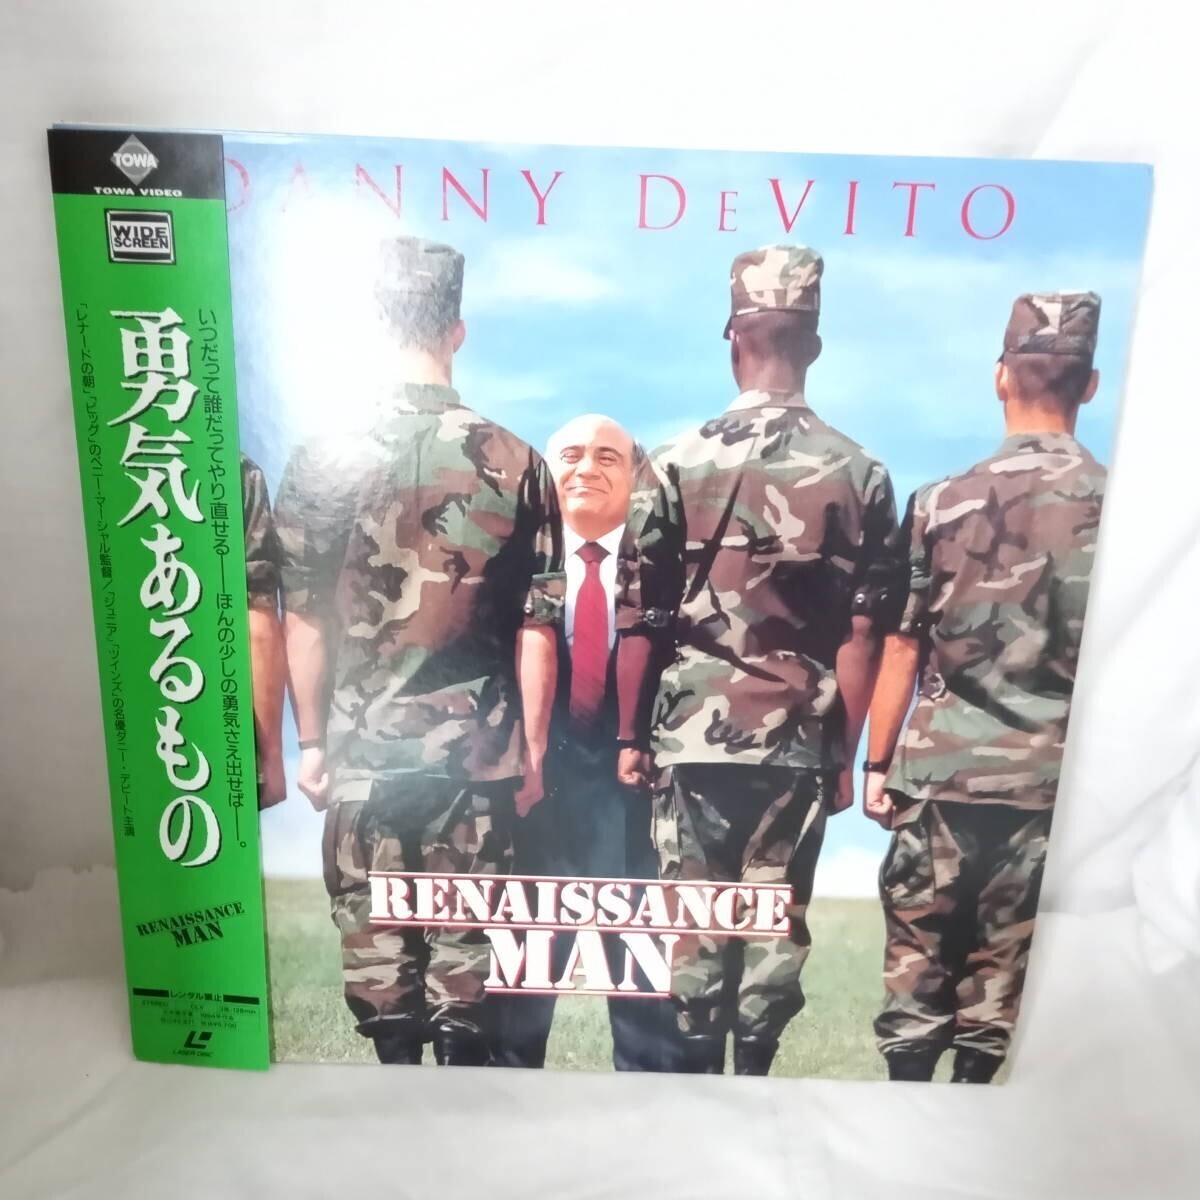 TOWA
TOWA VIDEO
WIDE
SCREEN
いつだって誰だってやり直せる——ほんの少しの勇気さえ出せば——。
勇気あるもの
「レナードの朝」「ビッグ」のペニー・マーシャル監督／「ジュニア」「ツインズ」の名優ダニー・デビート主演
RENAISSANCE
MAN
レンタル禁止
STEREO CLV 128min
LASER DISC
DANNY DEVITO
RENAISSANCE
MAN